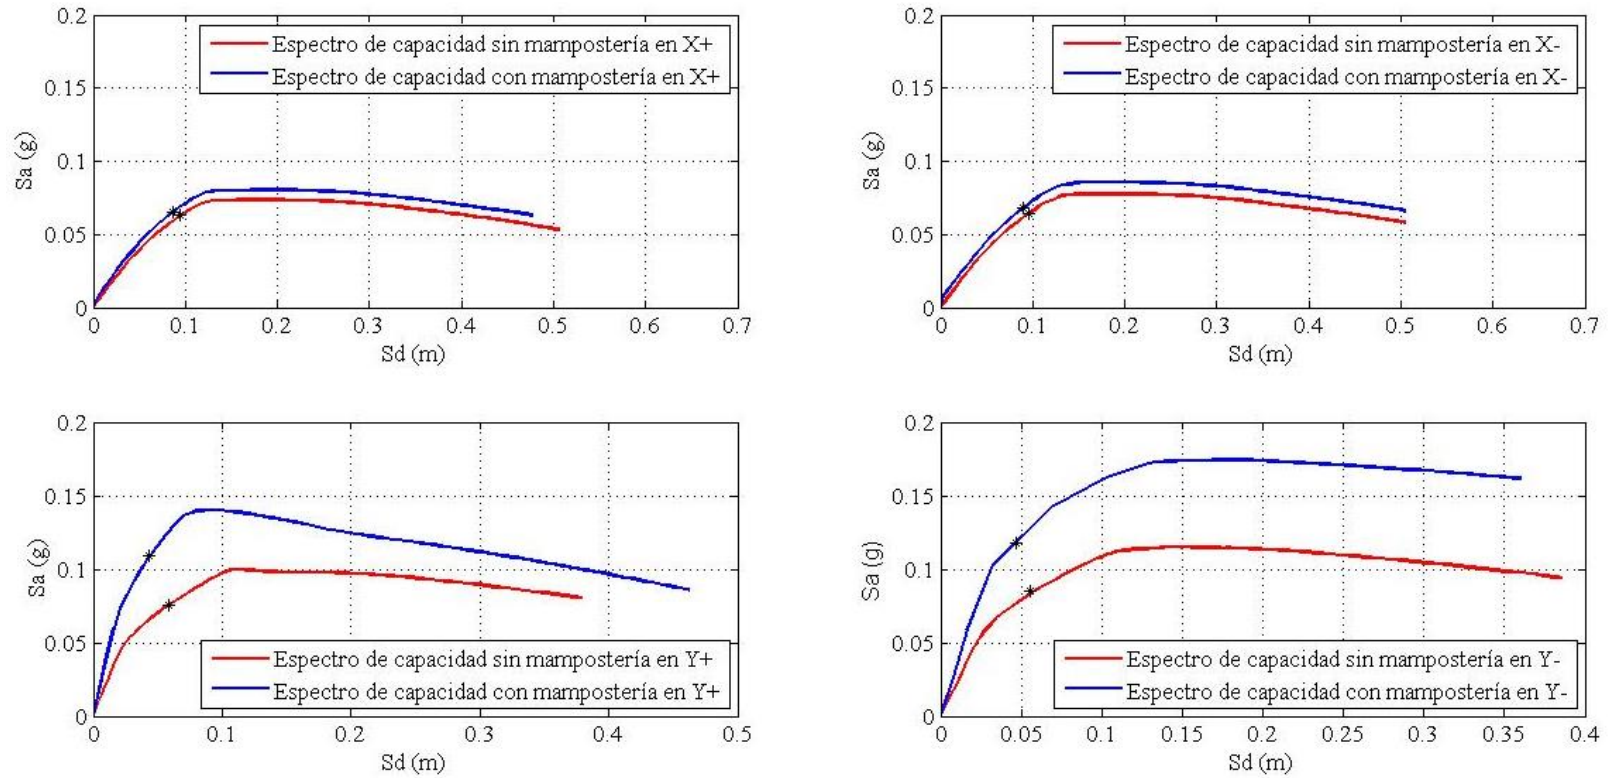 0.2
0.15
0.1
0.05
0
Sa (g)
Espectro de capacidad sin mampostería en X+
Espectro de capacidad con mampostería en X+
0 0.1 0.2 0.3 0.4 0.5 0.6 0.7
Sd (m)
0.2
0.15
0.1
0.05
0
Sa (g)
Espectro de capacidad sin mampostería en X-
Espectro de capacidad con mampostería en X-
0 0.1 0.2 0.3 0.4 0.5 0.6 0.7
Sd (m)
0.2
0.15
0.1
0.05
0
Sa (g)
Espectro de capacidad sin mampostería en Y+
Espectro de capacidad con mampostería en Y+
0 0.1 0.2 0.3 0.4 0.5
Sd (m)
0.2
0.15
0.1
0.05
0
Sa (g)
Espectro de capacidad sin mampostería en Y-
Espectro de capacidad con mampostería en Y-
0 0.05 0.1 0.15 0.2 0.25 0.3 0.35 0.4
Sd (m)